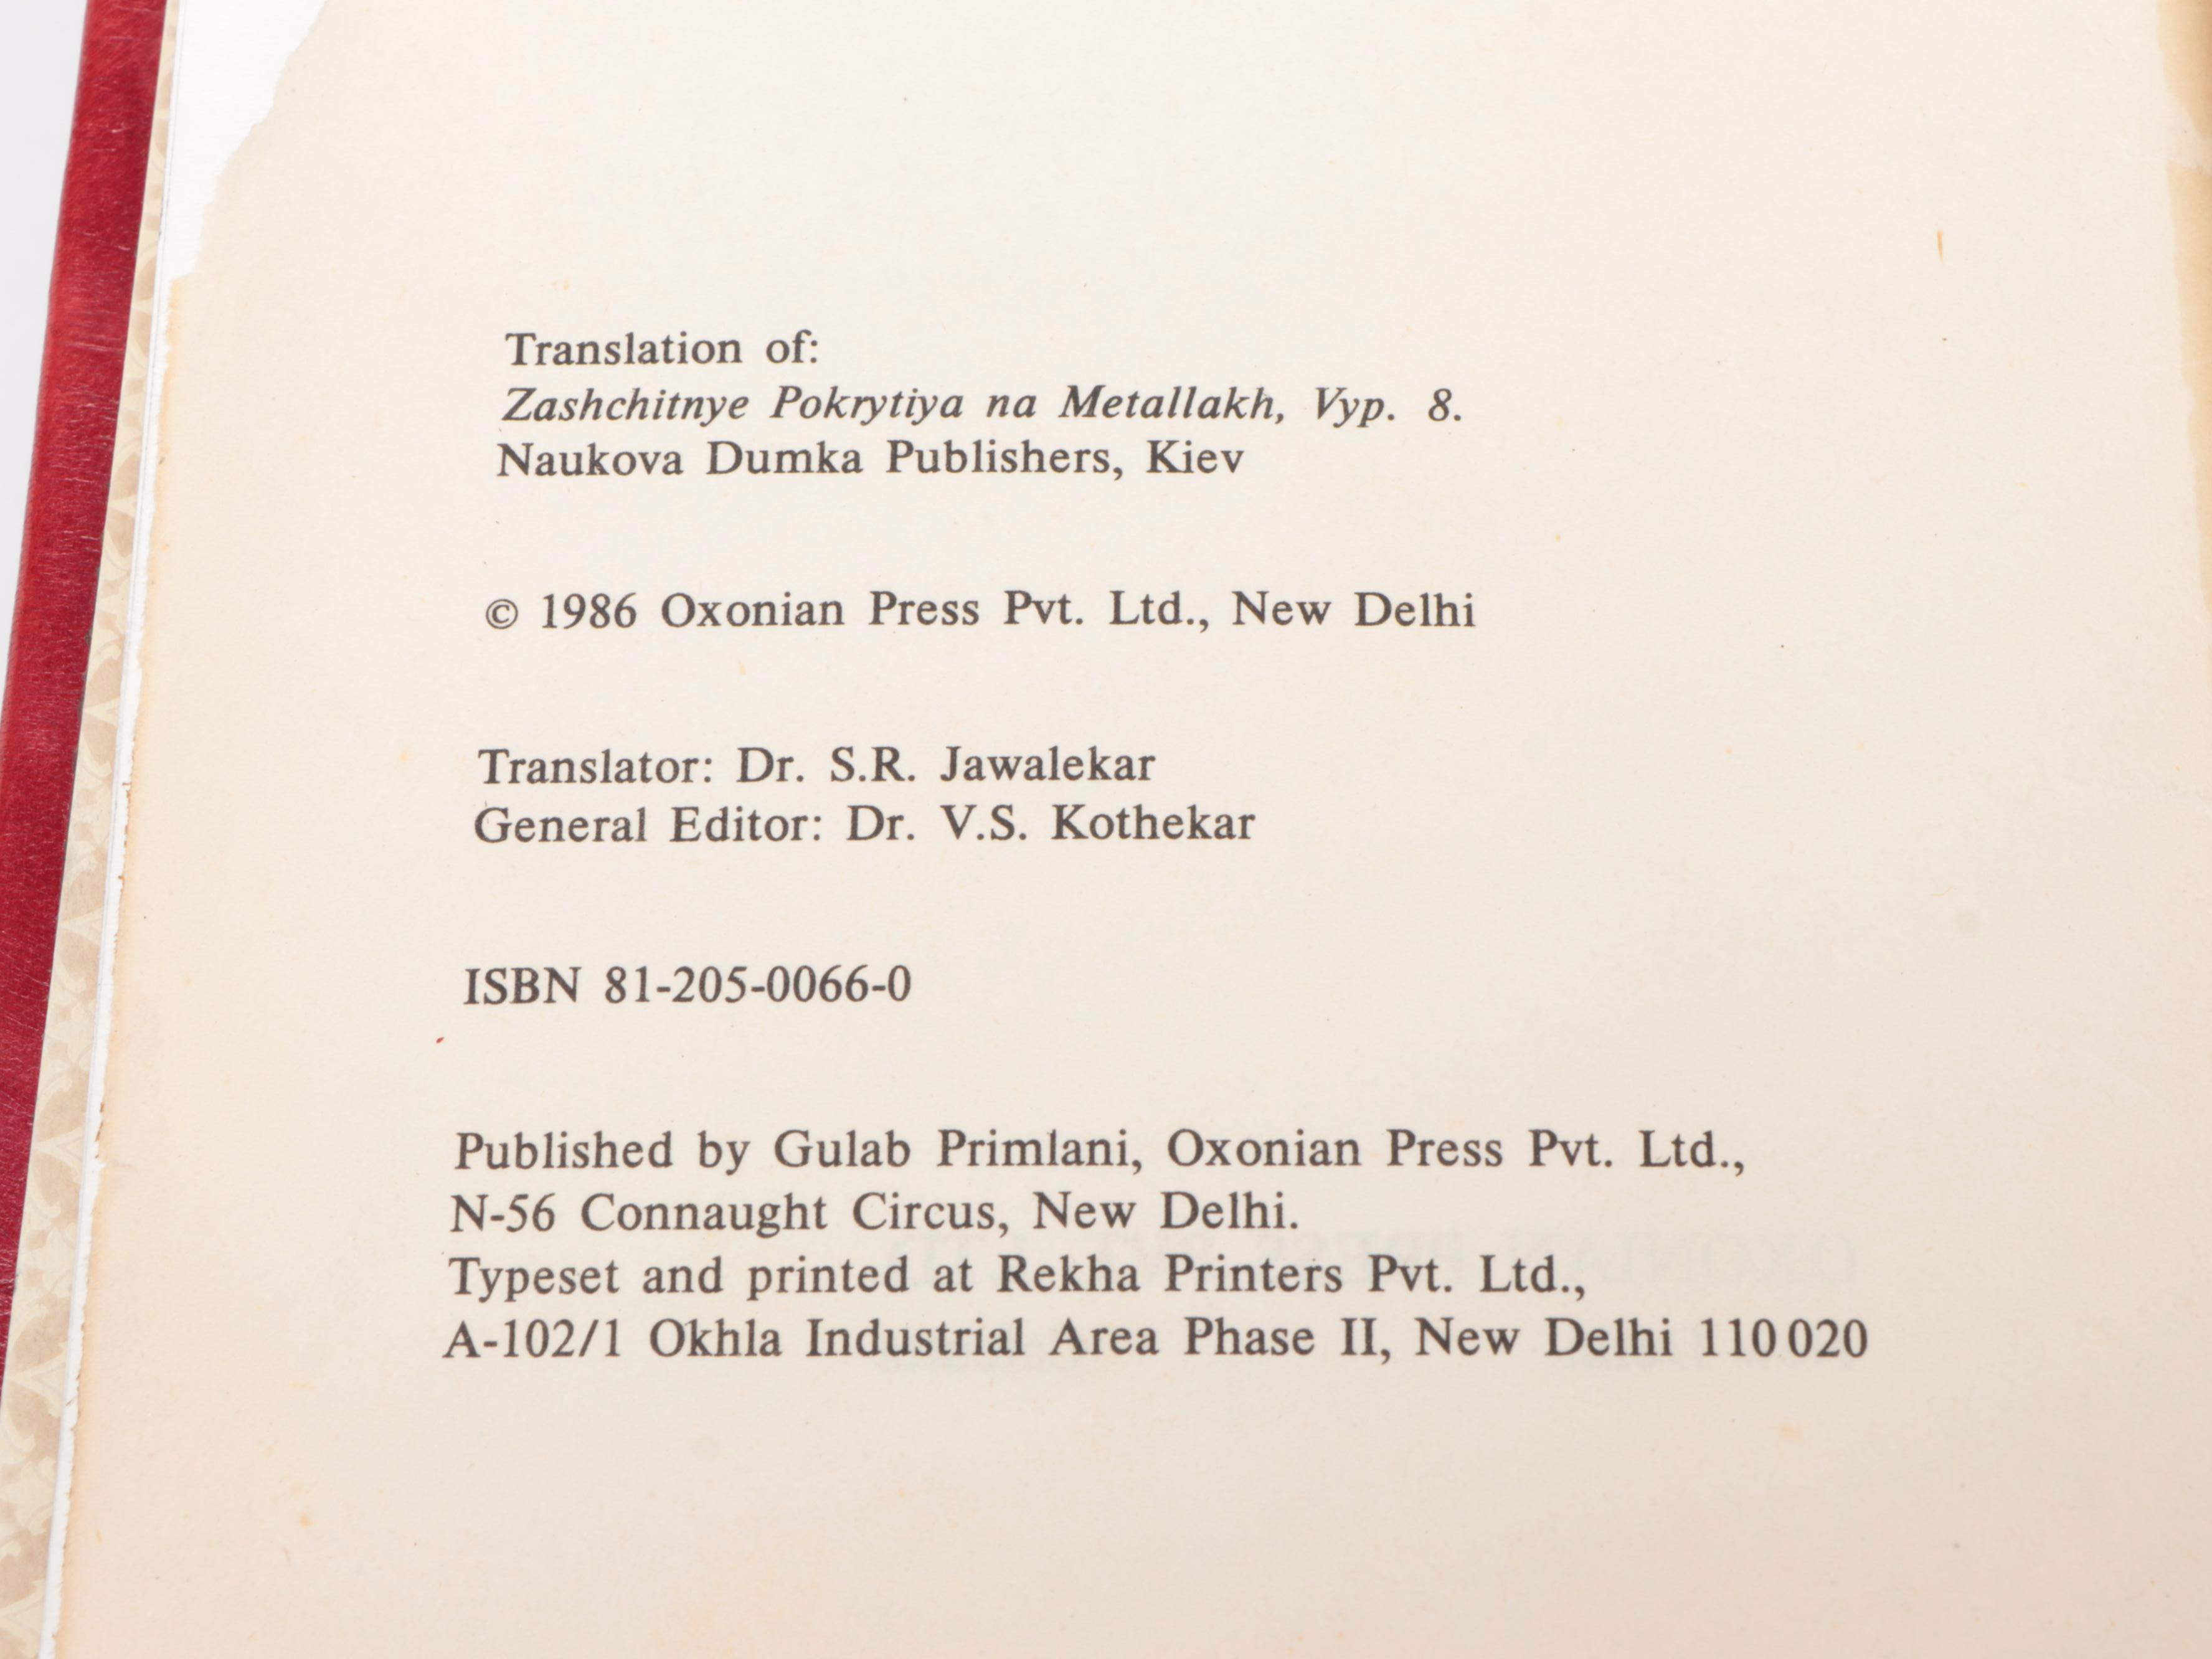 Translation of:
Zashchitnye Pokrytiya na Metallakh, Vyp. 8.
Naukova Dumka Publishers, Kiev
© 1986 Oxonian Press Pvt. Ltd., New Delhi
Translator: Dr. S.R. Jawalekar
General Editor: Dr. V.S. Kothekar
ISBN 81-205-0066-0
Published by Gulab Primlani, Oxonian Press Pvt. Ltd.,
N-56 Connaught Circus, New Delhi.
Typeset and printed at Rekha Printers Pvt. Ltd.,
A-102/1 Okhla Industrial Area Phase II, New Delhi 110 020